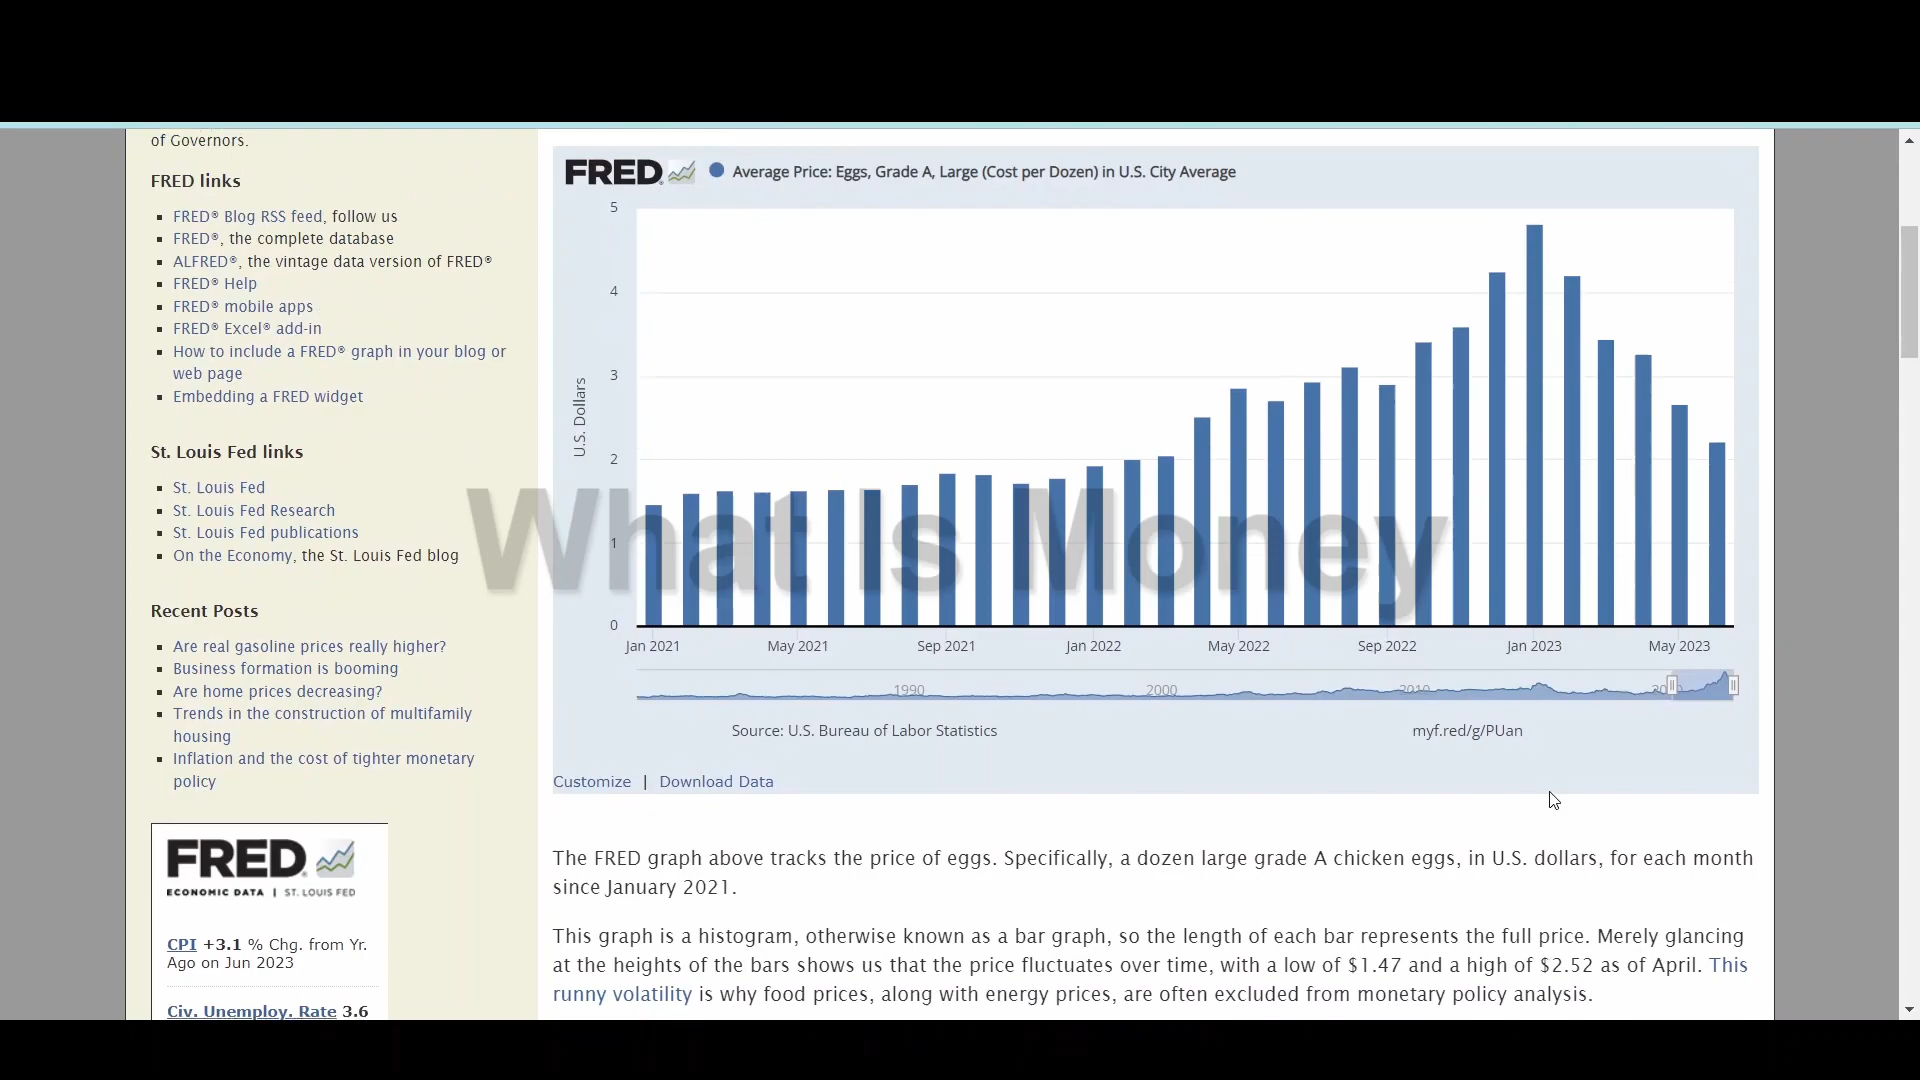 of Governors.
FRED links
FRED® Blog RSS feed, follow us
FRED®, the complete database
ALFRED®, the vintage data version of FRED®
FRED® Help
FRED® mobile apps
FRED® Excel® add-in
How to include a FRED® graph in your blog or
web page
Embedding a FRED widget
St. Louis Fed links
St. Louis Fed
St. Louis Fed Research
St. Louis Fed publications
On the Economy, the St. Louis Fed blog
Recent Posts
Are real gasoline prices really higher?
Business formation is booming
Are home prices decreasing?
Trends in the construction of multifamily
housing
Inflation and the cost of tighter monetary
policy
FRED
ECONOMIC DATA | ST. LOUIS FED
CPI +3.1 % Chg. from Yr.
Ago on Jun 2023
Civ. Unemploy. Rate 3.6
FRED Average Price: Eggs, Grade A, Large (Cost per Dozen) in U.S. City Average
5
4
3
2
1
0
U.S. Dollars
What Is Money
Jan 2021 May 2021 Sep 2021 Jan 2022 May 2022 Sep 2022 Jan 2023 May 2023
1990 2000 2010
Source: U.S. Bureau of Labor Statistics myf.red/g/PUan
Customize | Download Data
The FRED graph above tracks the price of eggs. Specifically, a dozen large grade A chicken eggs, in U.S. dollars, for each month
since January 2021.
This graph is a histogram, otherwise known as a bar graph, so the length of each bar represents the full price. Merely glancing
at the heights of the bars shows us that the price fluctuates over time, with a low of $1.47 and a high of $2.52 as of April. This
runny volatility is why food prices, along with energy prices, are often excluded from monetary policy analysis.